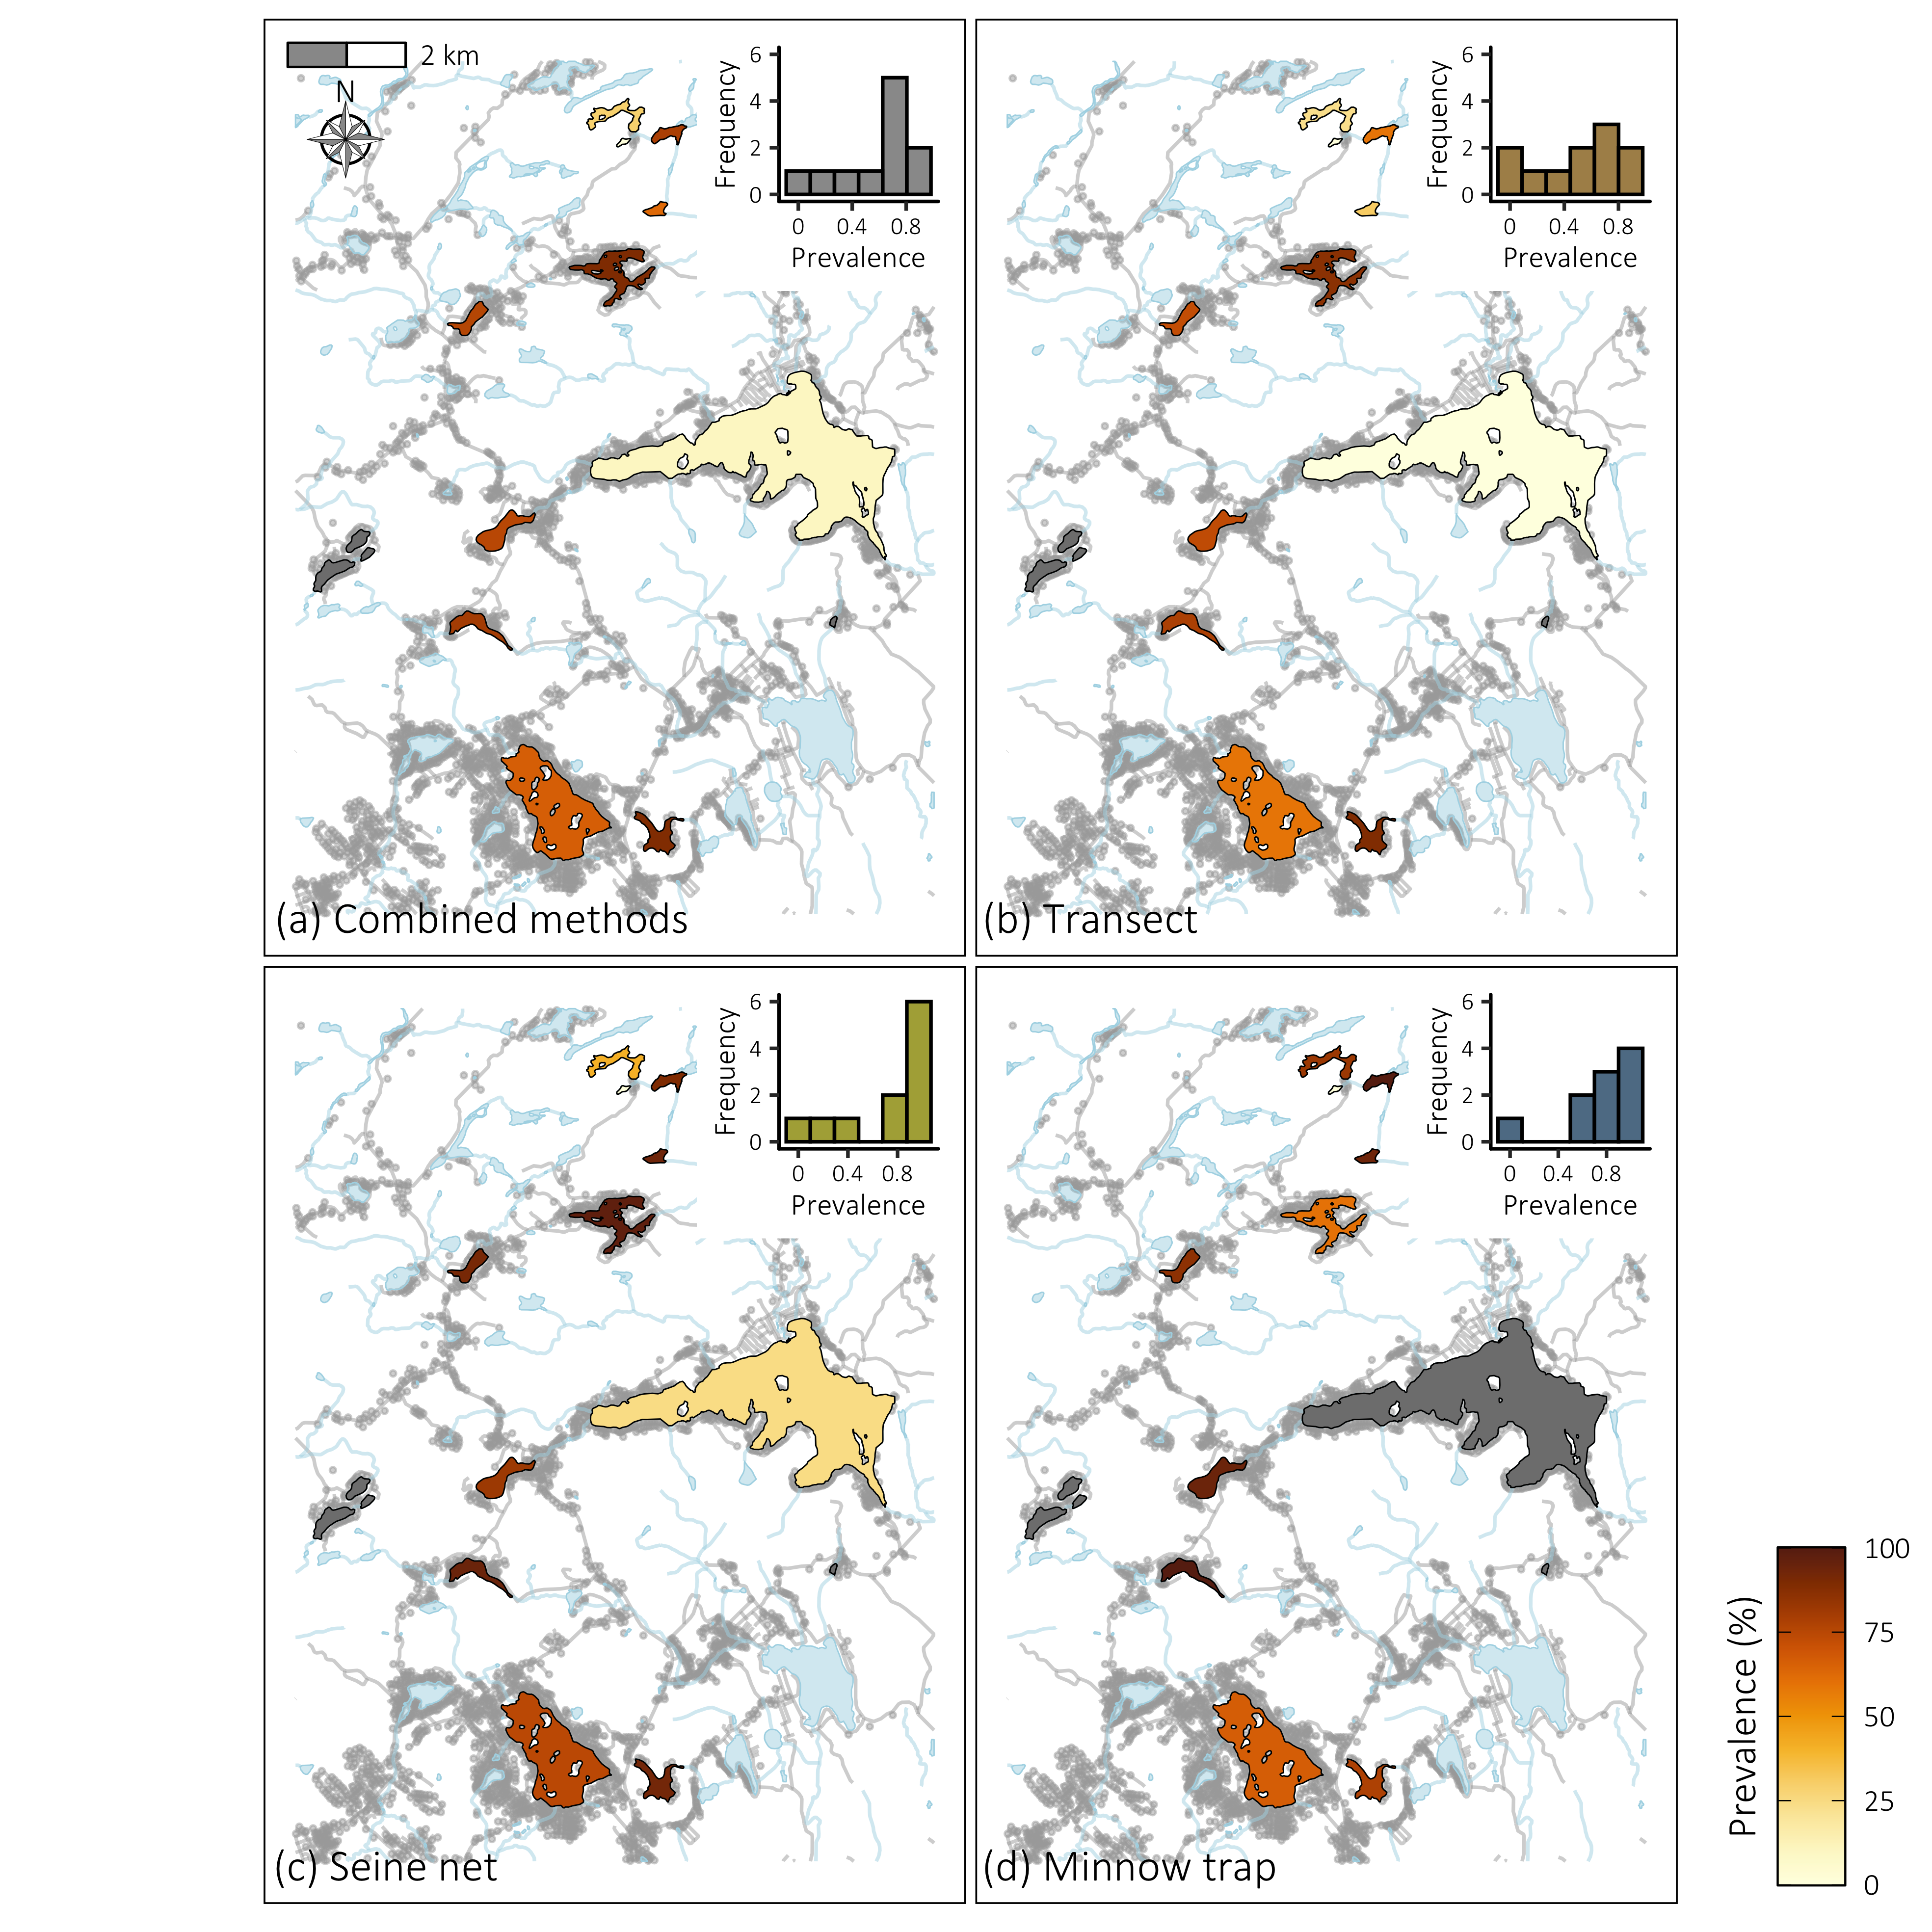 2 km
N
Frequency
6
4
2
0
0 0.4 0.8
Prevalence
(a) Combined methods
Frequency
6
4
2
0
0 0.4 0.8
Prevalence
(b) Transect
Frequency
6
4
2
0
0 0.4 0.8
Prevalence
(c) Seine net
Frequency
6
4
2
0
0 0.4 0.8
Prevalence
(d) Minnow trap
Prevalence (%)
100
75
50
25
0